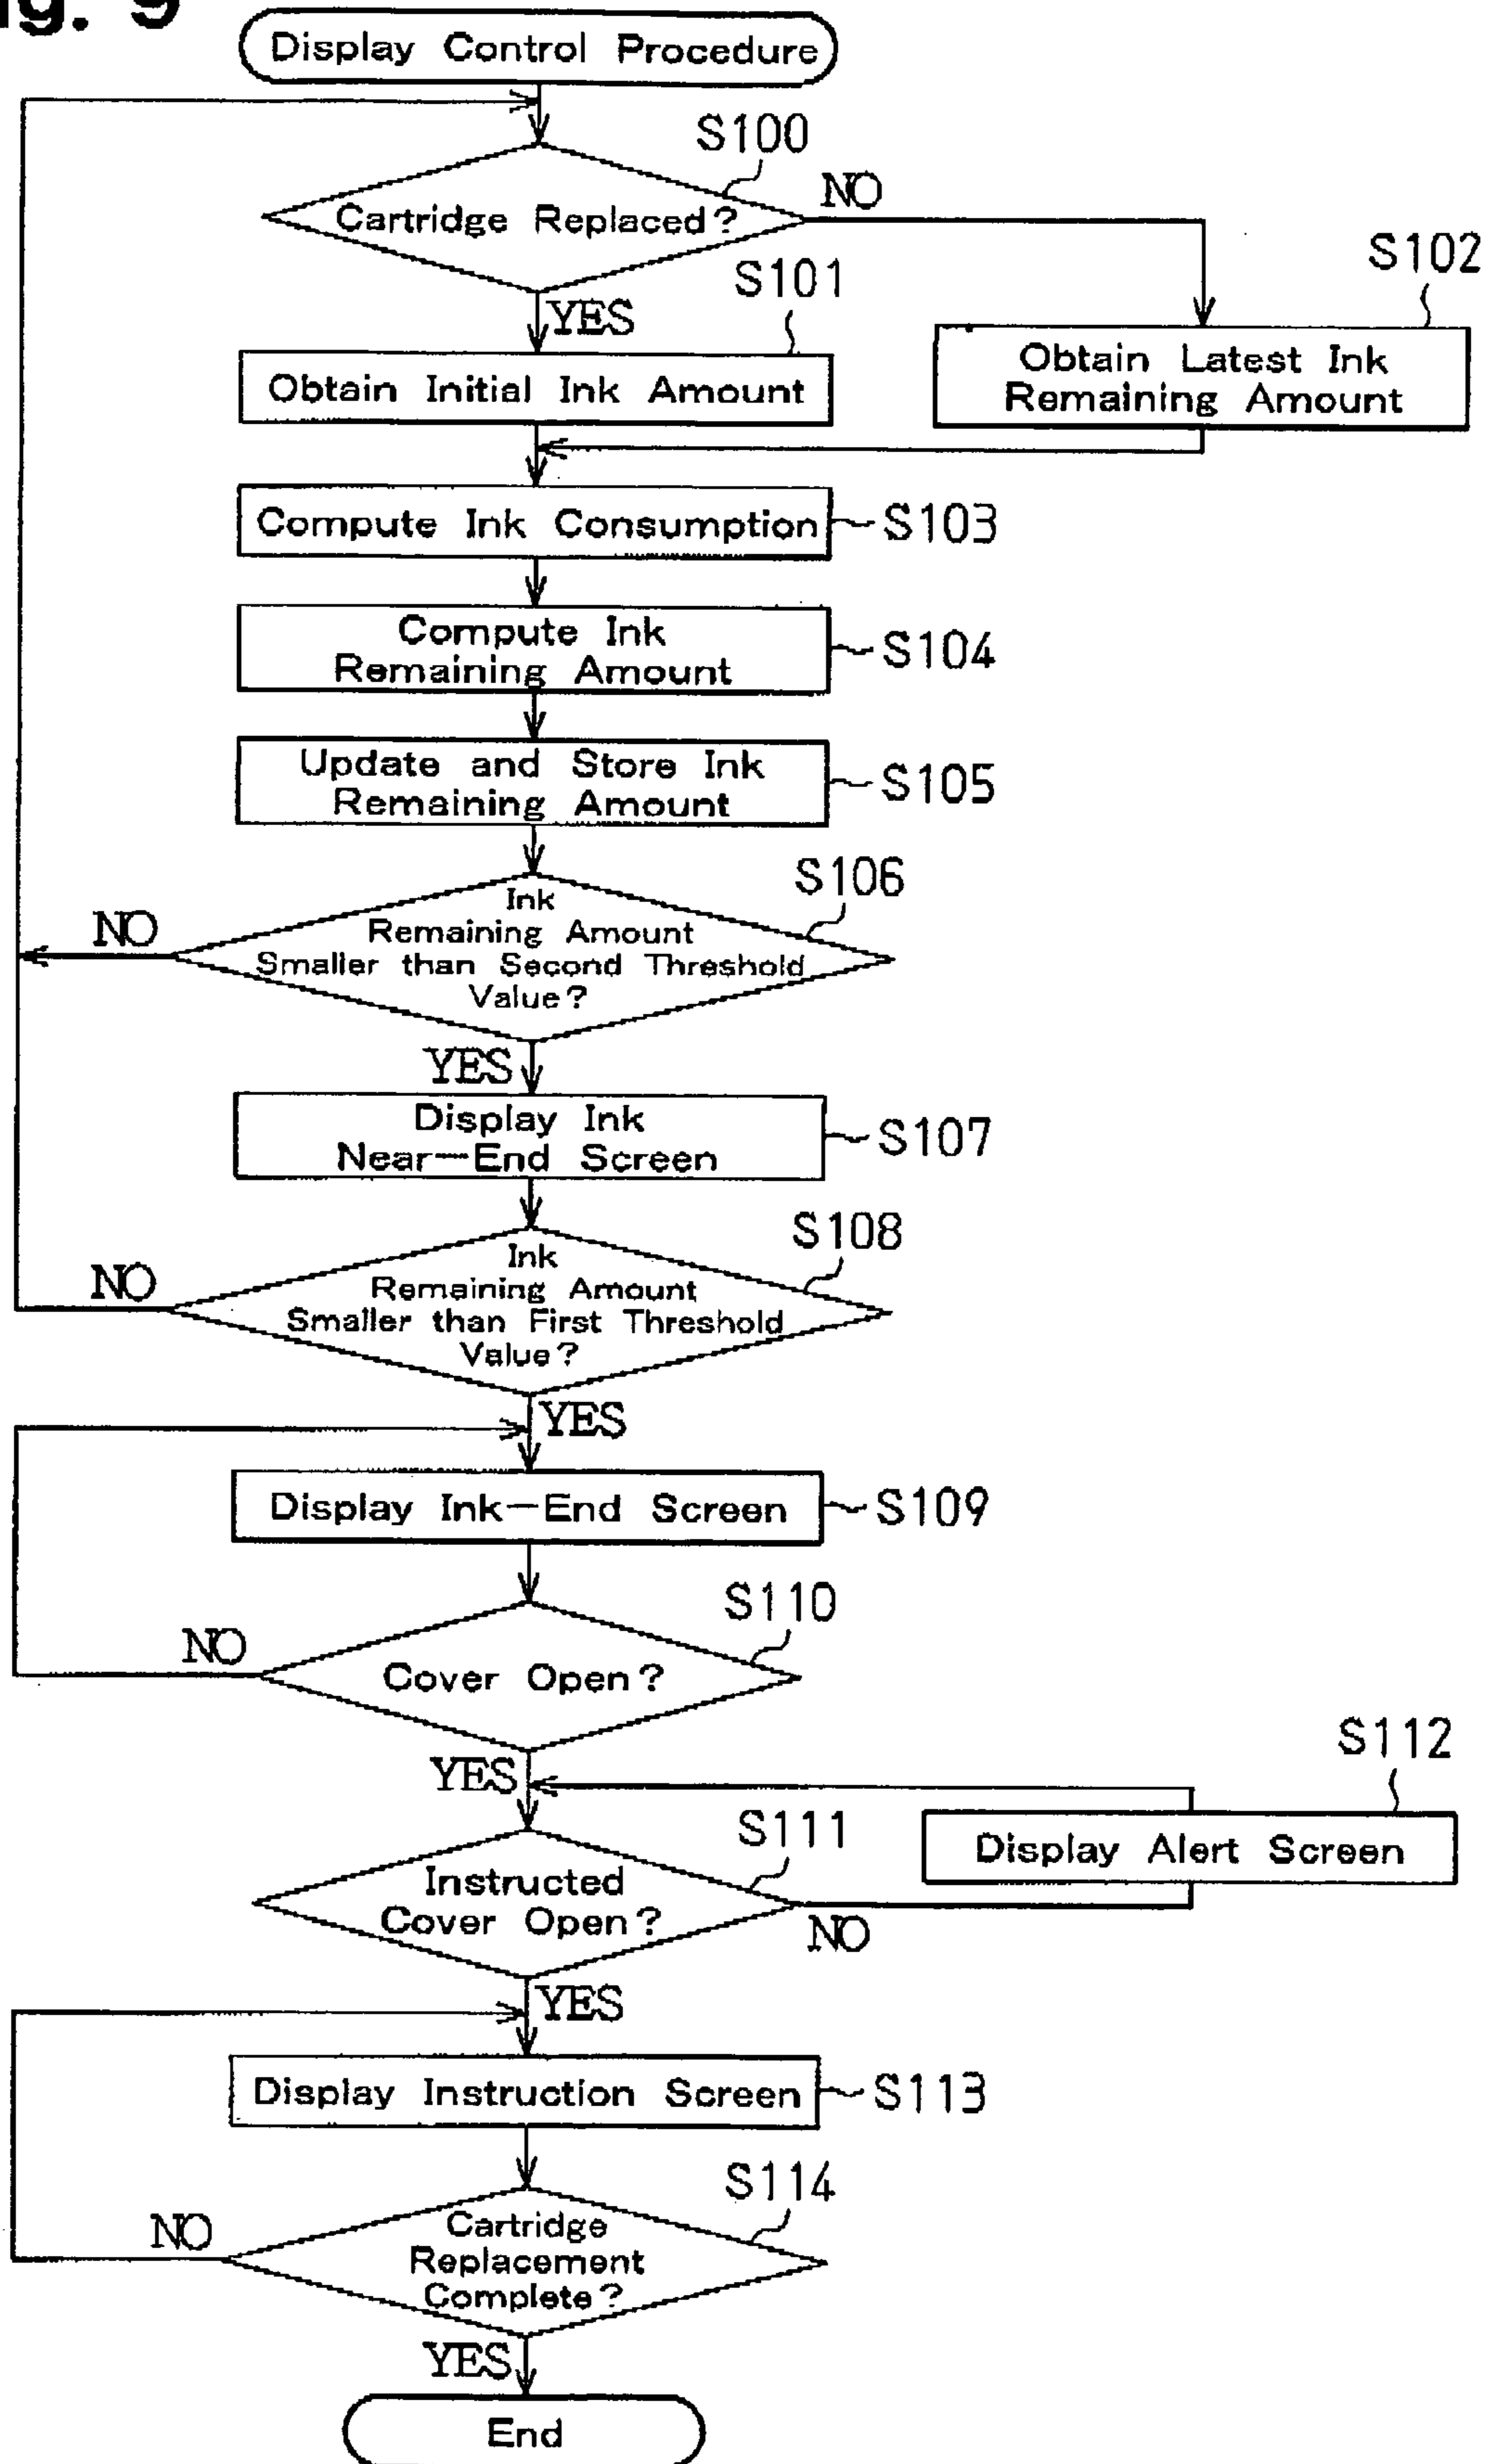 Fig. 9
Display Control Procedure
S100
Cartridge Replaced?
NO
S102
S101
YES
Obtain Initial Ink Amount
Obtain Latest Ink
Remaining Amount
Compute Ink Consumption
S103
Compute Ink
Remaining Amount
S104
Update and Store Ink
Remaining Amount
S105
S106
Ink
Remaining Amount
Smaller than Second Threshold
Value?
NO
YES
Display Ink
Near-End Screen
S107
S108
Ink
Remaining Amount
Smaller than First Threshold
Value?
NO
YES
Display Ink-End Screen
S109
S110
Cover Open?
NO
YES
S112
Display Alert Screen
S111
Instructed
Cover Open?
NO
YES
Display Instruction Screen
S113
S114
Cartridge
Replacement
Complete?
NO
YES
End